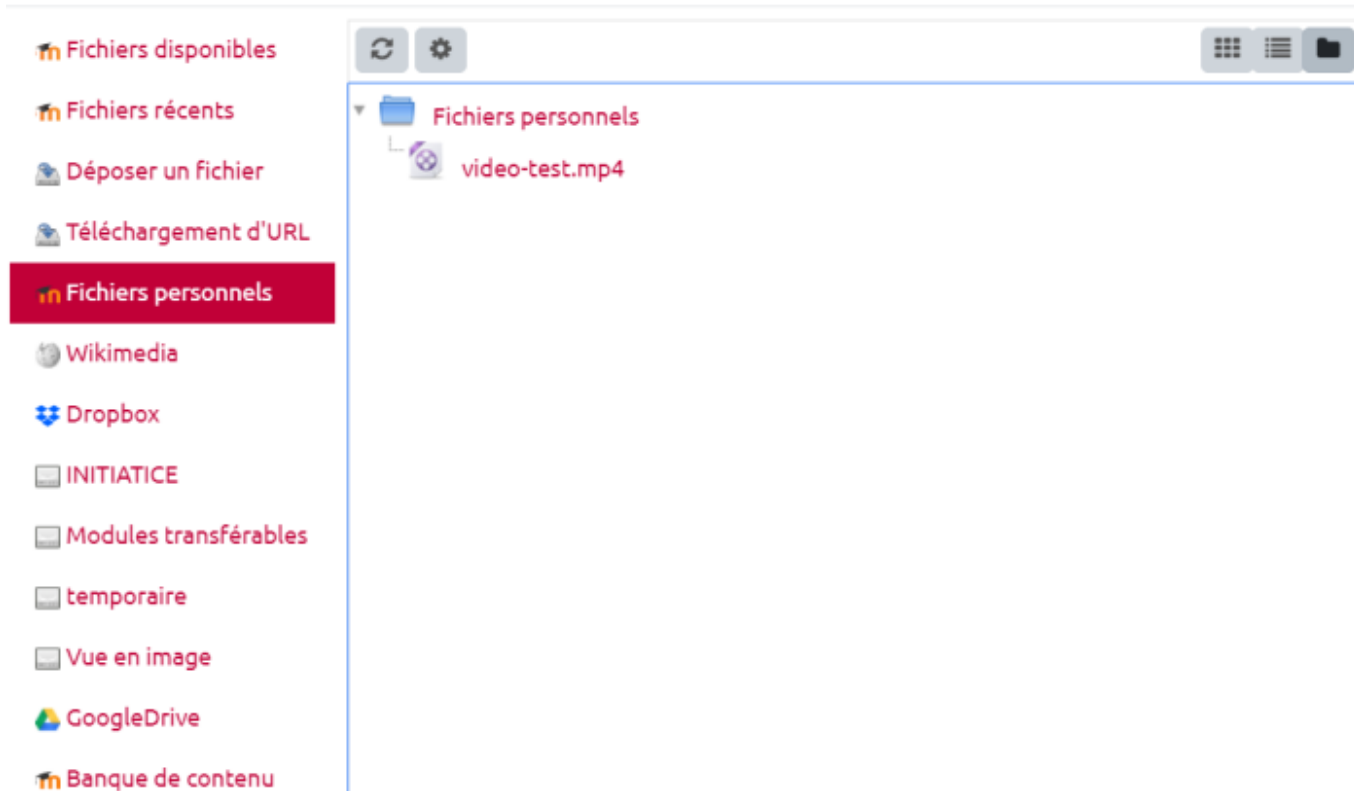 Fichiers disponibles
Fichiers récents
Déposer un fichier
Téléchargement d'URL
Fichiers personnels
Wikimedia
Dropbox
INITIATICE
Modules transférables
temporaire
Vue en image
GoogleDrive
Banque de contenu
Fichiers personnels
video-test.mp4